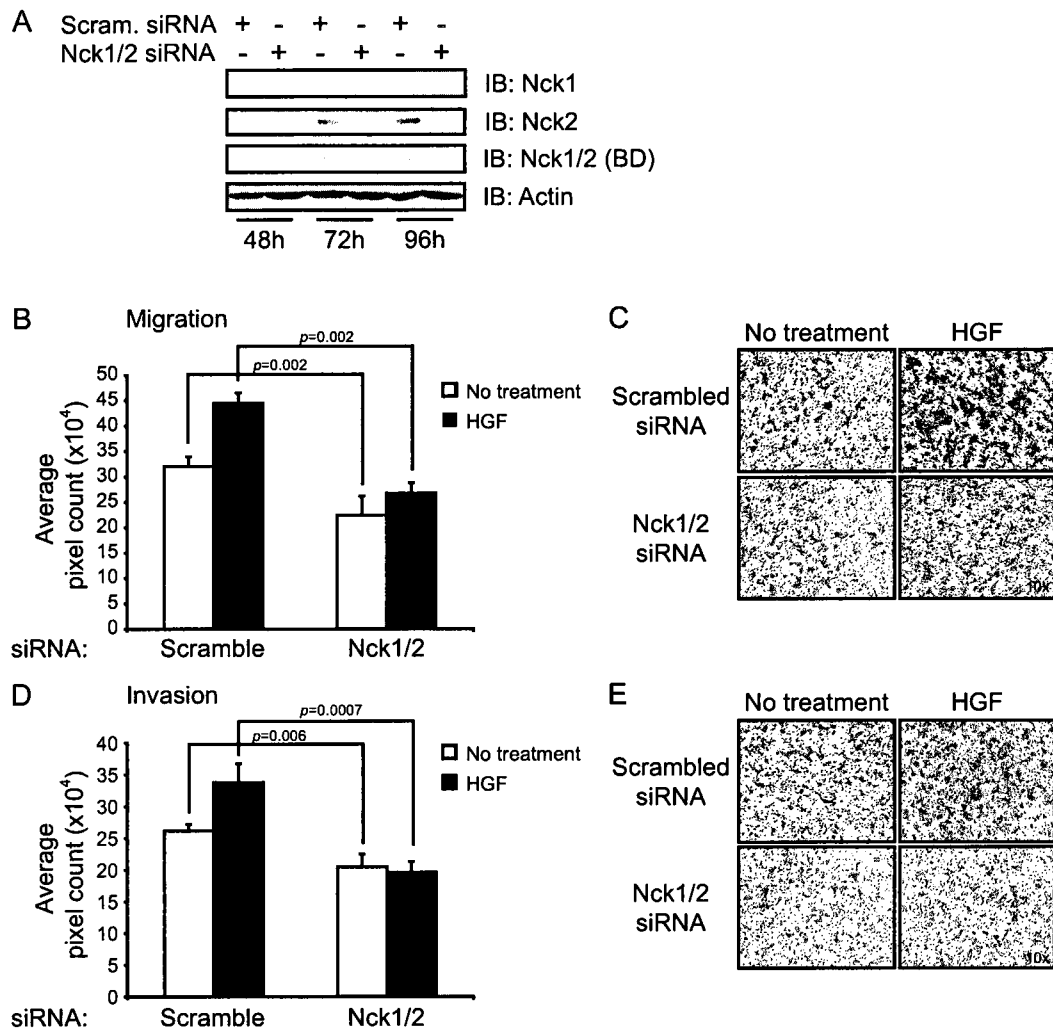 A
Scram. siRNA + - + - + -
Nck1/2 siRNA - + - + - +
IB: Nck1
IB: Nck2
IB: Nck1/2 (BD)
IB: Actin
48h 72h 96h
B
Migration
p=0.002
p=0.002
No treatment
HGF
Average
pixel count (x10⁴)
50
45
40
35
30
25
20
15
10
5
0
siRNA: Scramble Nck1/2
C
No treatment HGF
Scrambled
siRNA
Nck1/2
siRNA
10x
D
Invasion
p=0.0007
p=0.006
No treatment
HGF
Average
pixel count (x10⁴)
40
35
30
25
20
15
10
5
0
siRNA: Scramble Nck1/2
E
No treatment HGF
Scrambled
siRNA
Nck1/2
siRNA
10x